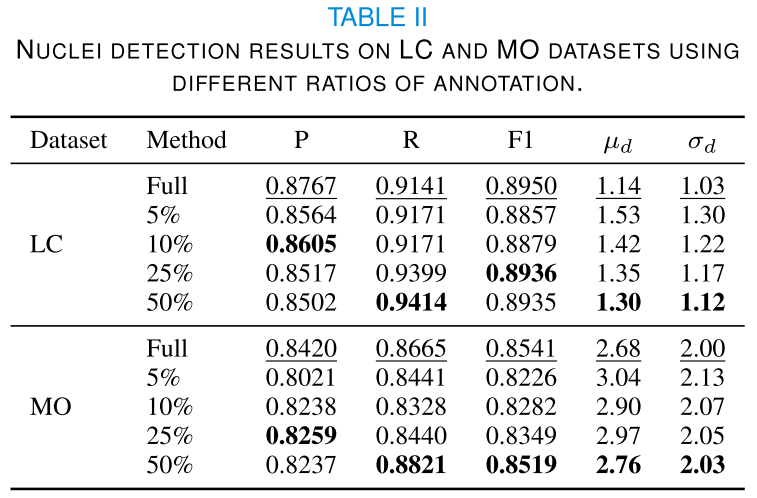 TABLE II
NUCLEI DETECTION RESULTS ON LC AND MO DATASETS USING
DIFFERENT RATIOS OF ANNOTATION.
Dataset Method P R F1 μd σd
Full 0.8767 0.9141 0.8950 1.14 1.03
5% 0.8564 0.9171 0.8857 1.53 1.30
LC 10% 0.8605 0.9171 0.8879 1.42 1.22
25% 0.8517 0.9399 0.8936 1.35 1.17
50% 0.8502 0.9414 0.8935 1.30 1.12
Full 0.8420 0.8665 0.8541 2.68 2.00
5% 0.8021 0.8441 0.8226 3.04 2.13
MO 10% 0.8238 0.8328 0.8282 2.90 2.07
25% 0.8259 0.8440 0.8349 2.97 2.05
50% 0.8237 0.8821 0.8519 2.76 2.03